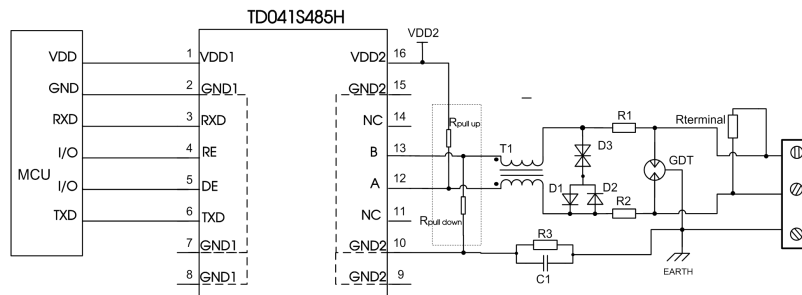 TD041S485H
VDD2
VDD 1 VDD1 VDD2 16
GND 2 GND1 GND2 15
RXD 3 RXD NC 14
I/O 4 RE B 13
I/O 5 DE A 12
TXD 6 TXD NC 11
7 GND1 GND2 10
8 GND1 GND2 9
MCU
Rpull up
Rpull down
T1
D3
D1
D2
R1
R2
GDT
Rterminal
R3
C1
EARTH